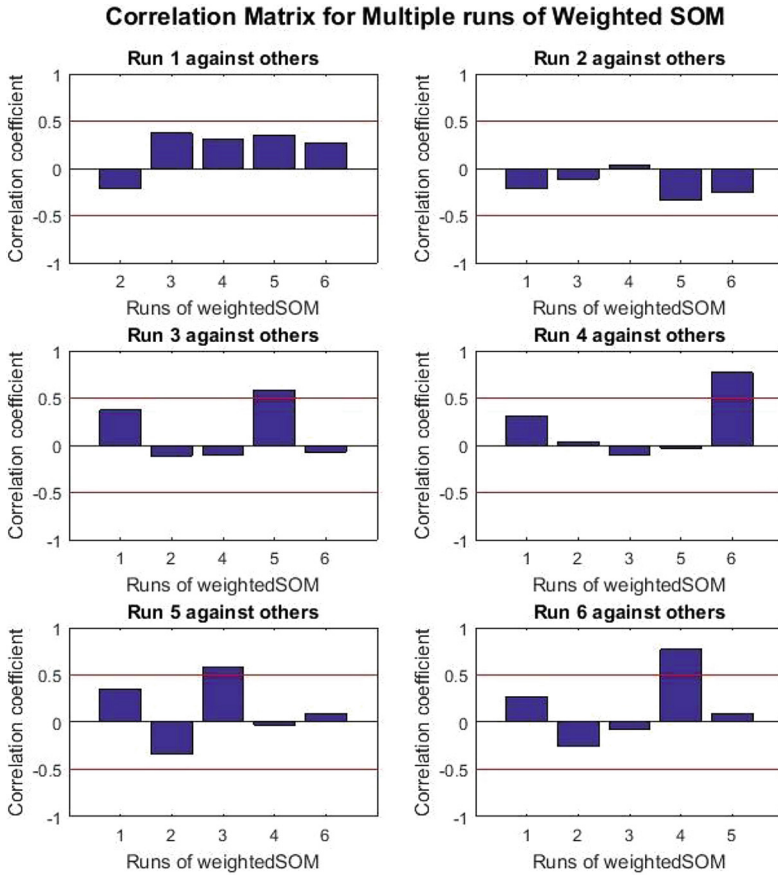 Correlation Matrix for Multiple runs of Weighted SOM
Run 1 against others
Correlation coefficient
1
0.5
0
-0.5
-1
2 3 4 5 6
Runs of weightedSOM
Run 2 against others
Correlation coefficient
1
0.5
0
-0.5
-1
1 3 4 5 6
Runs of weightedSOM
Run 3 against others
Correlation coefficient
1
0.5
0
-0.5
-1
1 2 4 5 6
Runs of weightedSOM
Run 4 against others
Correlation coefficient
1
0.5
0
-0.5
-1
1 2 3 5 6
Runs of weightedSOM
Run 5 against others
Correlation coefficient
1
0.5
0
-0.5
-1
1 2 3 4 6
Runs of weightedSOM
Run 6 against others
Correlation coefficient
1
0.5
0
-0.5
-1
1 2 3 4 5
Runs of weightedSOM